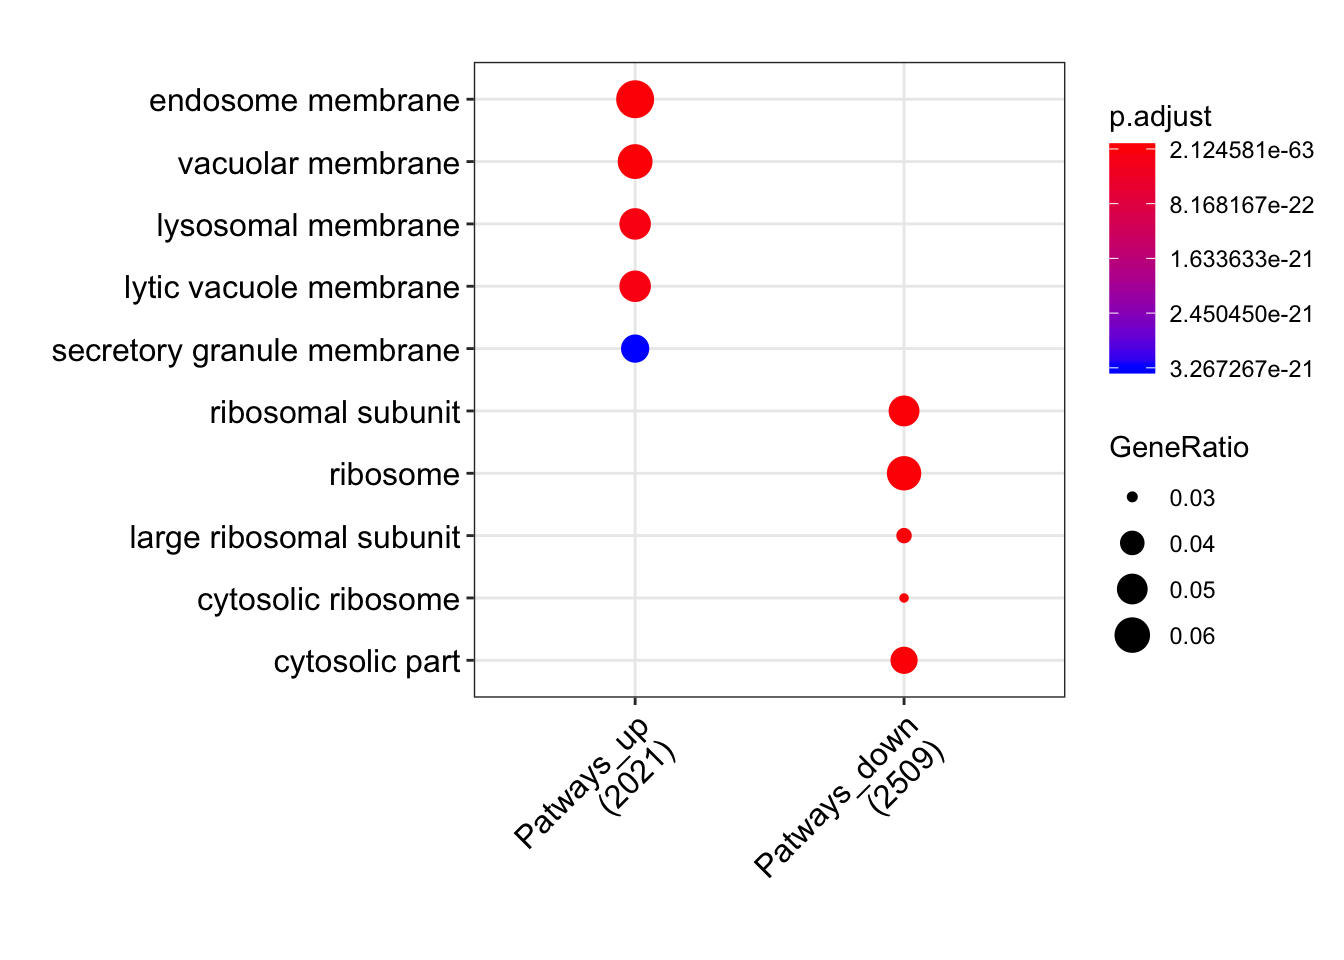 endosome membrane
vacuolar membrane
lysosomal membrane
lytic vacuole membrane
secretory granule membrane
ribosomal subunit
ribosome
large ribosomal subunit
cytosolic ribosome
cytosolic part
Patways_up
(2021)
Patways_down
(2509)
p.adjust
2.124581e-63
8.168167e-22
1.633633e-21
2.450450e-21
3.267267e-21
GeneRatio
0.03
0.04
0.05
0.06